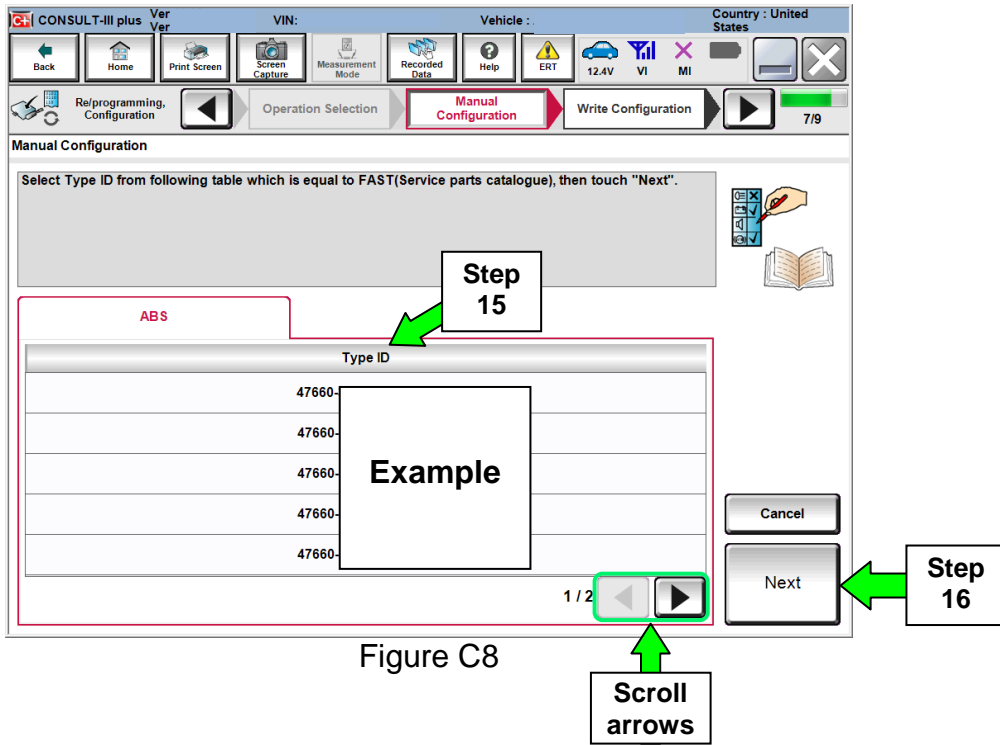 C+ CONSULT-III plus Ver
Ver
VIN:
Vehicle :
Country : United
States
Back
Home
Print Screen
Screen
Capture
Measurement
Mode
Recorded
Data
Help
ERT
12.4V
VI
MI
Re/programming,
Configuration
Operation Selection
Manual
Configuration
Write Configuration
7/9
Manual Configuration
Select Type ID from following table which is equal to FAST(Service parts catalogue), then touch "Next".
Step
15
ABS
Type ID
47660-
47660-
47660-
47660-
47660-
Example
Cancel
Next
Step
16
1 / 2
Figure C8
Scroll
arrows